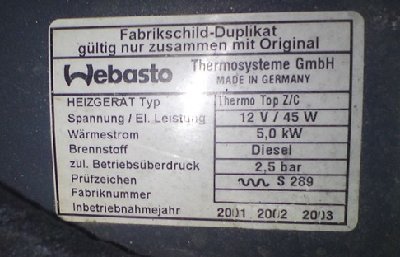 Fabrikschild-Duplikat
gültig nur zusammen mit Original
Webasto Thermosysteme GmbH
MADE IN GERMANY
HEIZGERÄT Typ Thermo Top Z/C
Spannung / El. Leistung 12 V / 45 W
Wärmestrom 5,0 kW
Brennstoff Diesel
zul. Betriebsüberdruck 2,5 bar
Prüfzeichen S 289
Fabriknummer
Inbetriebnahmejahr 2001 2002 2003